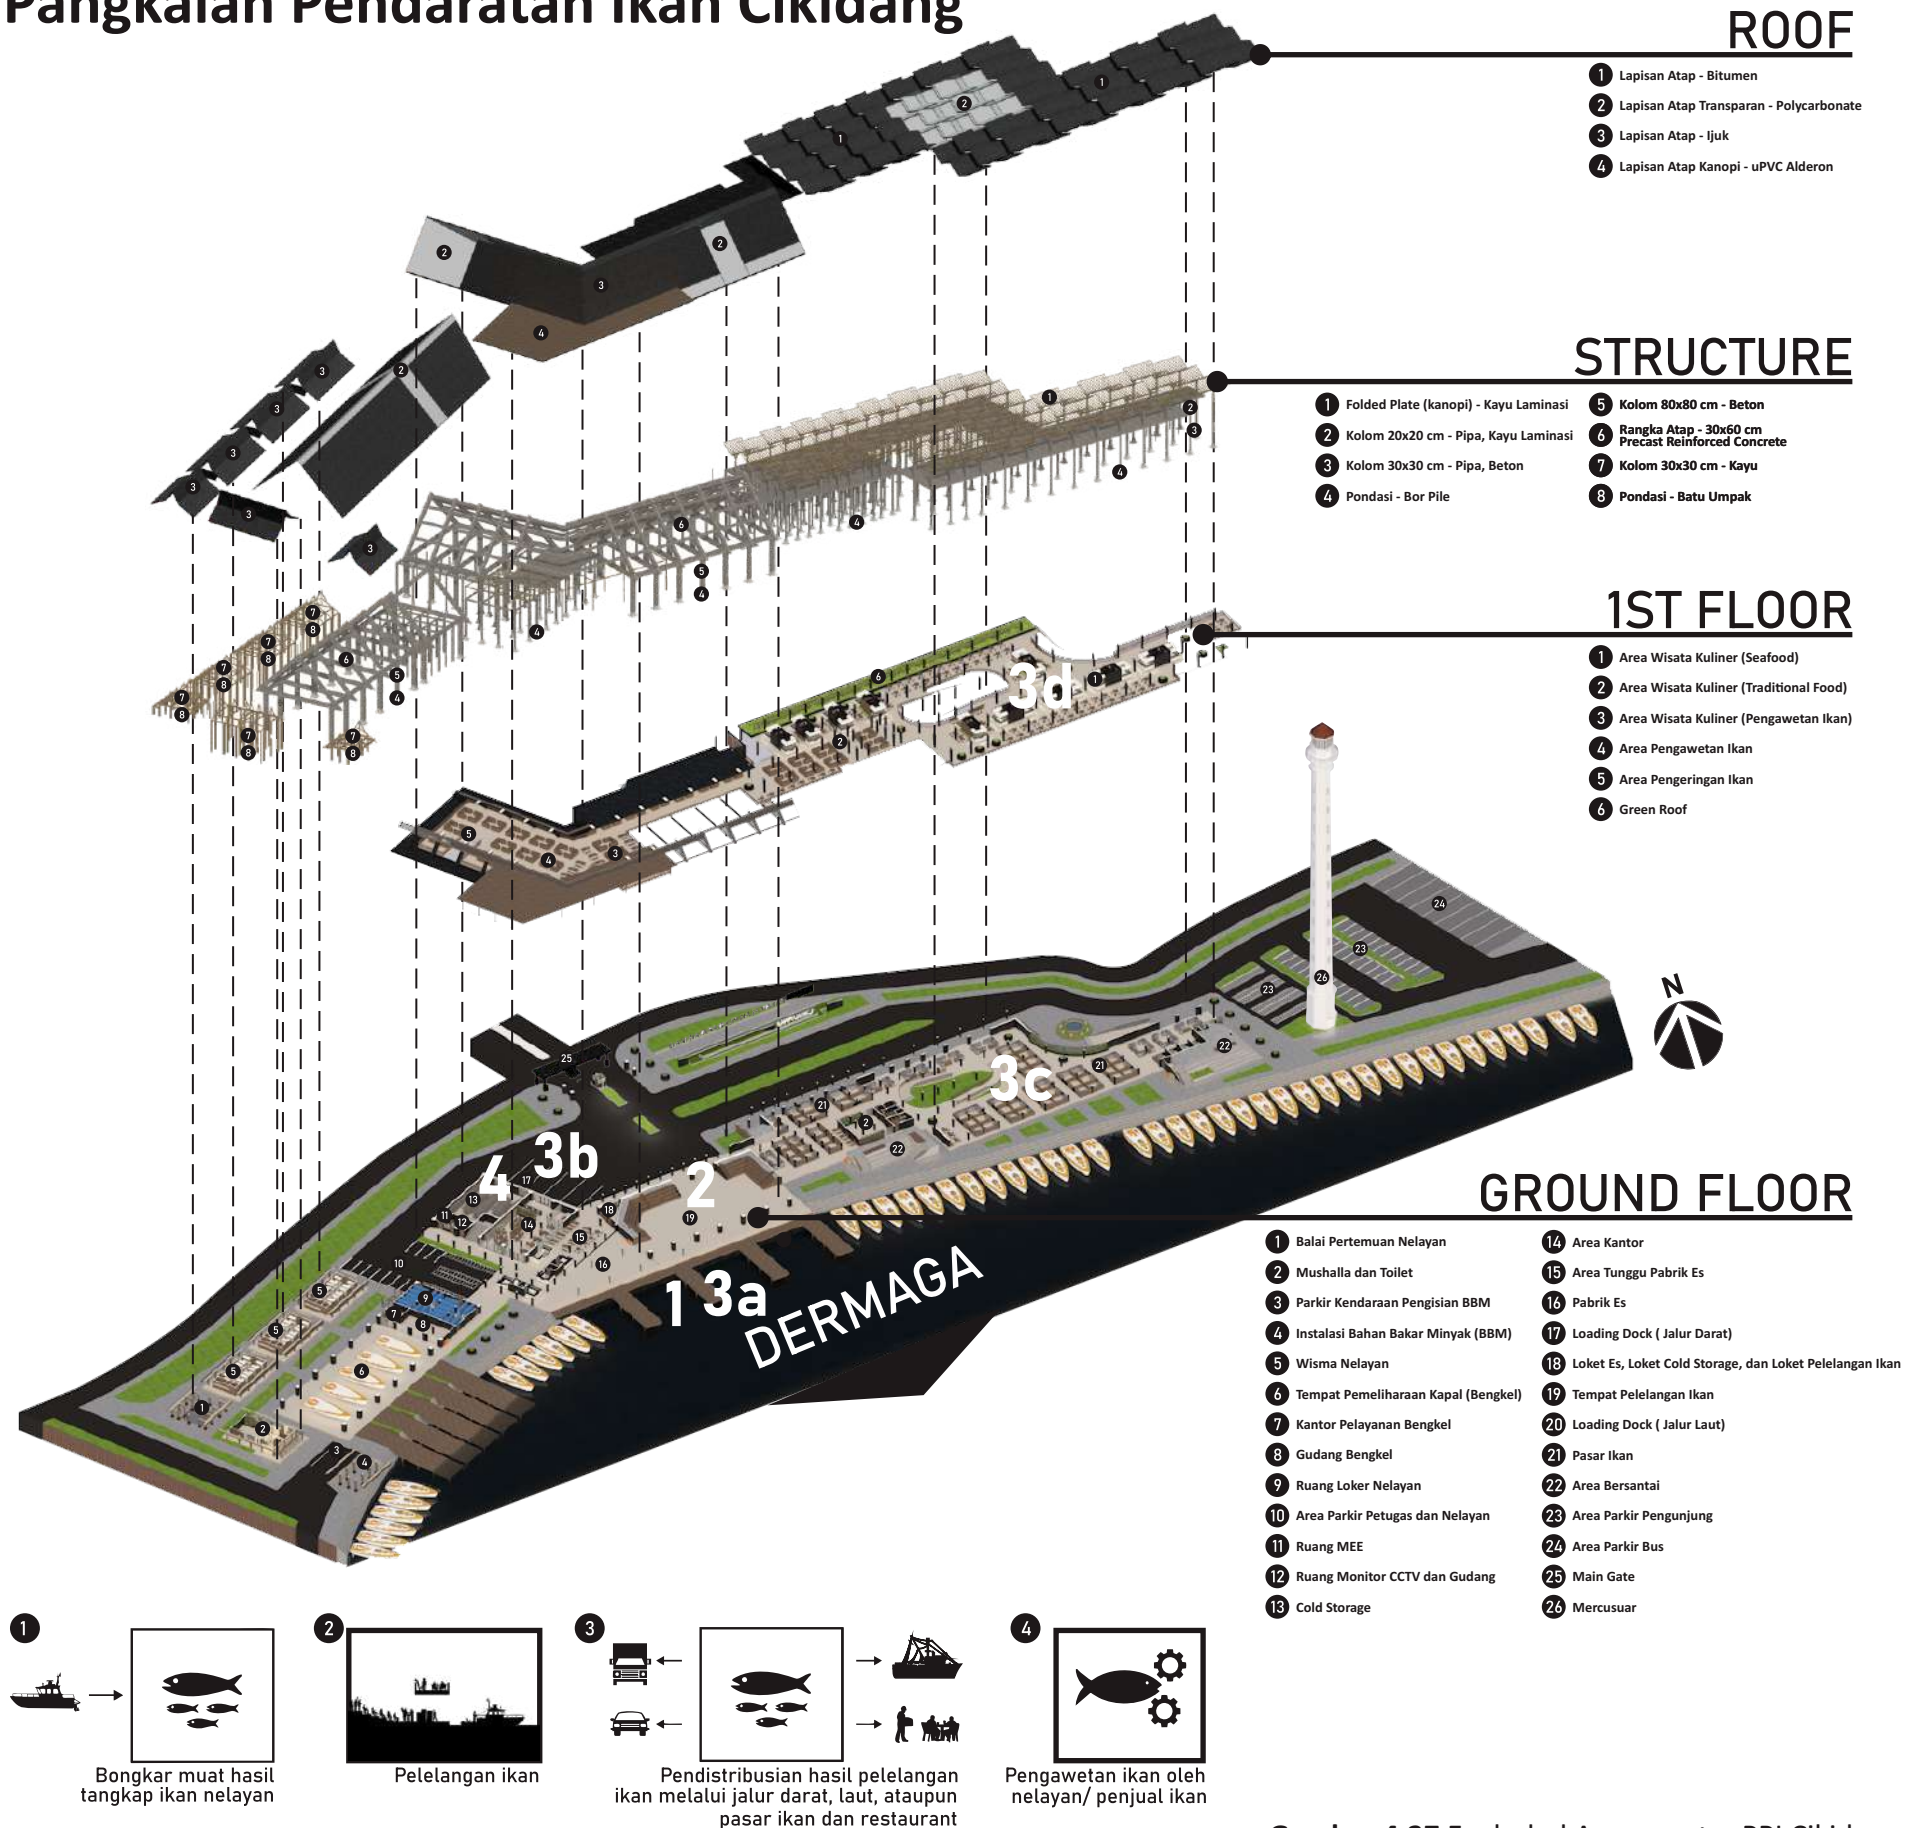 Pangkalan Pendaratan Ikan Cikidang
ROOF
1 Lapisan Atap - Bitumen
2 Lapisan Atap Transparan - Polycarbonate
3 Lapisan Atap - Ijuk
4 Lapisan Atap Kanopi - uPVC Alderon
STRUCTURE
1 Folded Plate (kanopi) - Kayu Laminasi
2 Kolom 20x20 cm - Pipa, Kayu Laminasi
3 Kolom 30x30 cm - Pipa, Beton
4 Pondasi - Bor Pile
5 Kolom 80x80 cm - Beton
6 Rangka Atap - 30x60 cm
Precast Reinforced Concrete
7 Kolom 30x30 cm - Kayu
8 Pondasi - Batu Umpak
1ST FLOOR
1 Area Wisata Kuliner (Seafood)
2 Area Wisata Kuliner (Traditional Food)
3 Area Wisata Kuliner (Pengawetan Ikan)
4 Area Pengawetan Ikan
5 Area Pengeringan Ikan
6 Green Roof
3d
N
3c
3b
4
2
1 3a
DERMAGA
GROUND FLOOR
1 Balai Pertemuan Nelayan
2 Mushalla dan Toilet
3 Parkir Kendaraan Pengisian BBM
4 Instalasi Bahan Bakar Minyak (BBM)
5 Wisma Nelayan
6 Tempat Pemeliharaan Kapal (Bengkel)
7 Kantor Pelayanan Bengkel
8 Gudang Bengkel
9 Ruang Loker Nelayan
10 Area Parkir Petugas dan Nelayan
11 Ruang MEE
12 Ruang Monitor CCTV dan Gudang
13 Cold Storage
14 Area Kantor
15 Area Tunggu Pabrik Es
16 Pabrik Es
17 Loading Dock ( Jalur Darat)
18 Loket Es, Loket Cold Storage, dan Loket Pelelangan Ikan
19 Tempat Pelelangan Ikan
20 Loading Dock ( Jalur Laut)
21 Pasar Ikan
22 Area Bersantai
23 Area Parkir Pengunjung
24 Area Parkir Bus
25 Main Gate
26 Mercusuar
1
Bongkar muat hasil
tangkap ikan nelayan
2
Pelelangan ikan
3
Pendistribusian hasil pelelangan
ikan melalui jalur darat, laut, ataupun
pasar ikan dan restaurant
4
Pengawetan ikan oleh
nelayan/ penjual ikan